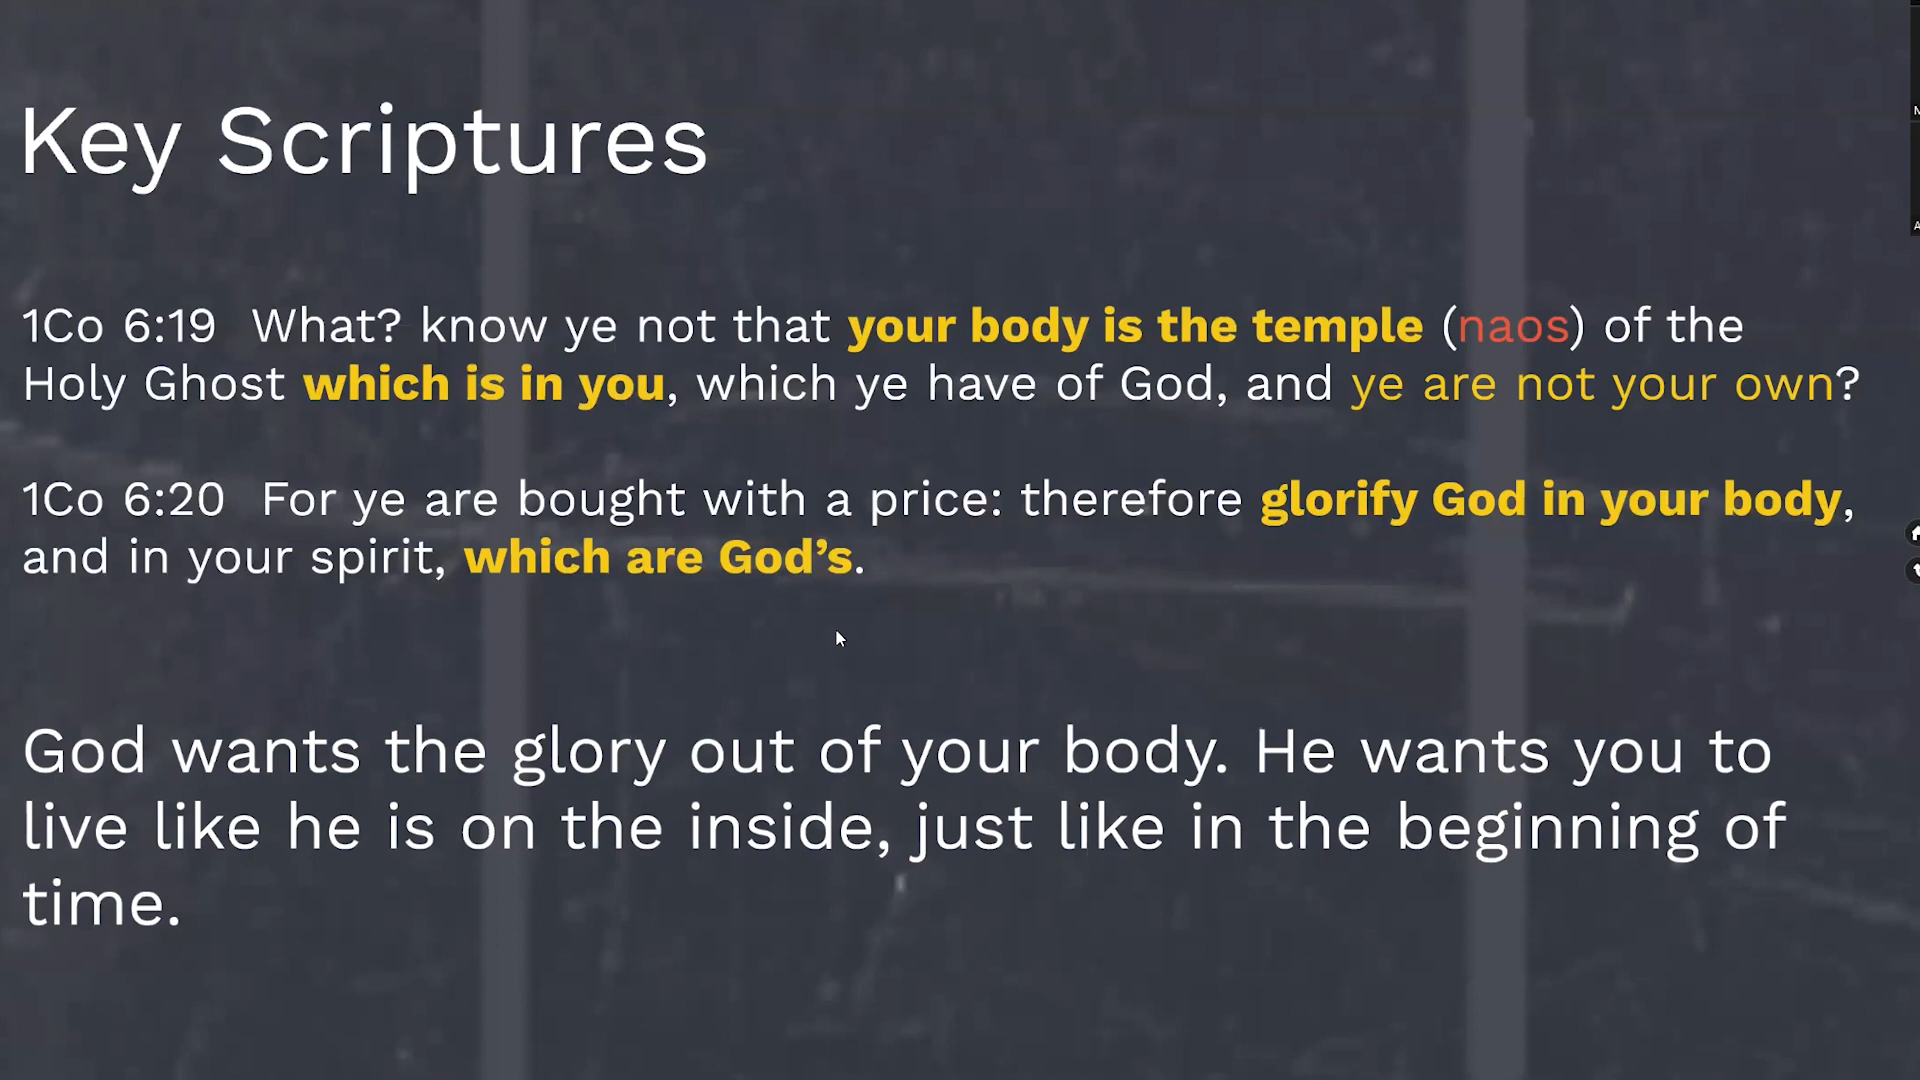 Key Scriptures
1Co 6:19 What? know ye not that your body is the temple (naos) of the
Holy Ghost which is in you, which ye have of God, and ye are not your own?
1Co 6:20 For ye are bought with a price: therefore glorify God in your body,
and in your spirit, which are God’s.
God wants the glory out of your body. He wants you to
live like he is on the inside, just like in the beginning of
time.